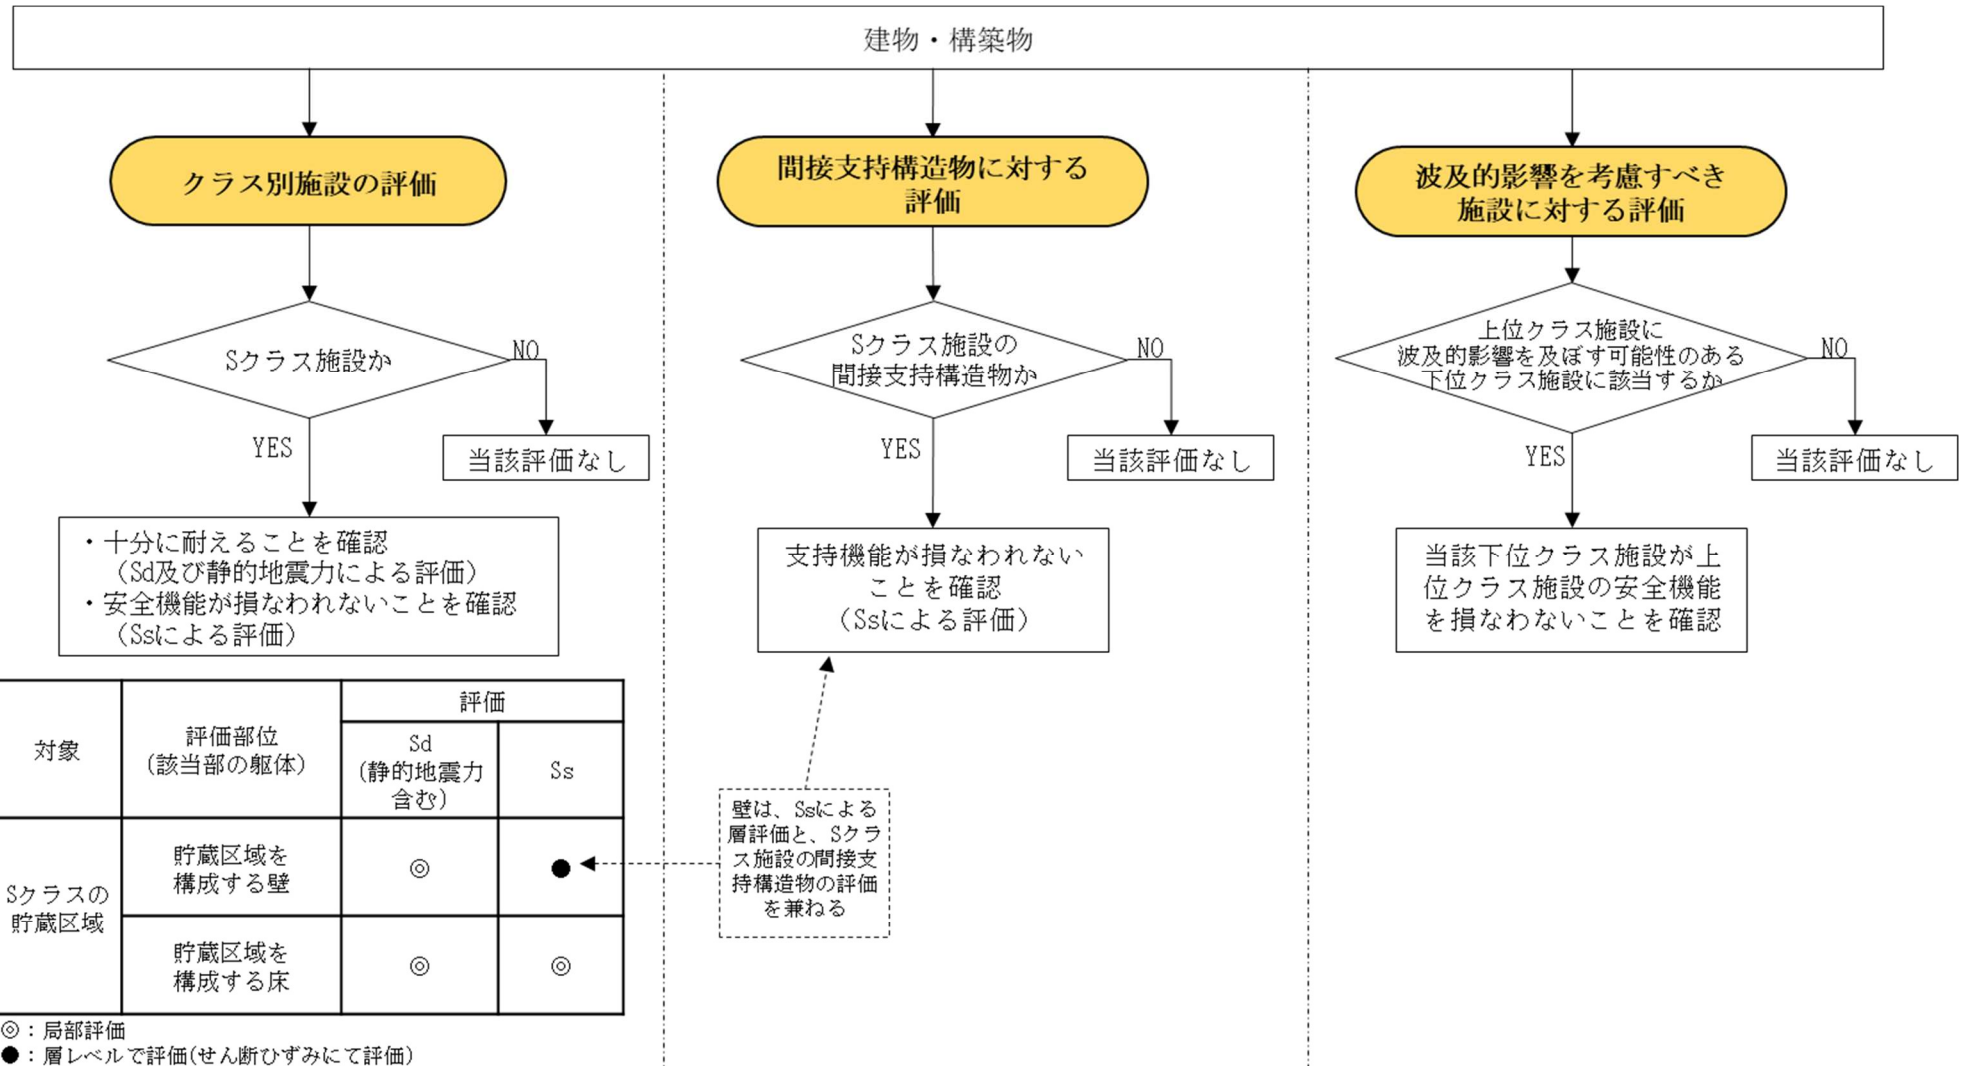 建物・構築物
クラス別施設の評価
Sクラス施設か
NO
当該評価なし
YES
・十分に耐えることを確認
（Sd及び静的地震力による評価）
・安全機能が損なわれないことを確認
（Ssによる評価）
間接支持構造物に対する
評価
Sクラス施設の
間接支持構造物か
NO
当該評価なし
YES
支持機能が損なわれない
ことを確認
（Ssによる評価）
波及的影響を考慮すべき
施設に対する評価
上位クラス施設に
波及的影響を及ぼす可能性のある
下位クラス施設に該当するか
NO
当該評価なし
YES
当該下位クラス施設が上
位クラス施設の安全機能
を損なわないことを確認
対象
評価部位
(該当部の躯体)
評価
Sd
(静的地震力
含む)
Ss
Sクラスの
貯蔵区域
貯蔵区域を
構成する壁
◎
●
貯蔵区域を
構成する床
◎
◎
◎：局部評価
●：層レベルで評価(せん断ひずみにて評価)
壁は、Ssによる
層評価と、Sクラ
ス施設の間接支
持構造物の評価
を兼ねる